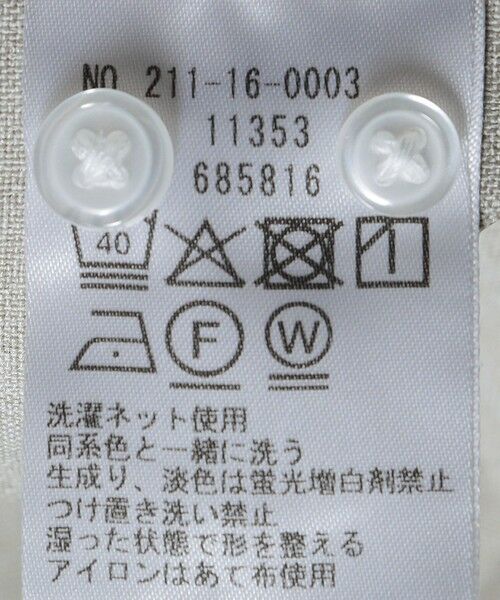 NO 211-16-0003
11353
685816
40
F W
洗濯ネット使用
同系色と一緒に洗う
生成り、淡色は蛍光増白剤禁止
つけ置き洗い禁止
湿った状態で形を整える
アイロンはあて布使用